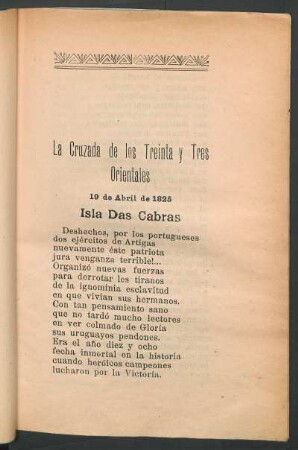 La Cruzada de los Treinta y Tres
Orientales
19 de Abril de 1825
Isla Das Cabras
Deshechos, por los portugueses
dos ejércitos de Artigas
nuevamente éste patriota
jura venganza terrible!...
Organizó nuevas fuerzas
para derrotar les tiranos
de la ignominia esclavitud
en que vivian sus hermanos.
Con tan pensamiento sano
que no tardó mucho lectores
en ver colmado de Gloria
sus uruguayos pendones.
Era el año diez y ocho
fecha inmorial en la historia
cuando heróicos campeones
lucharon por la Victoria.